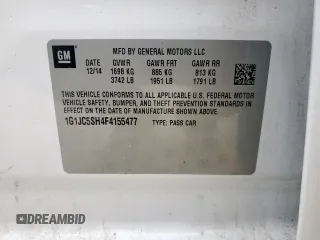 GM
MFD BY GENERAL MOTORS LLC
12/14 GVWR GAWR FRT GAWR RR
1698 KG 885 KG 813 KG
3742 LB 1951 LB 1791 LB
THIS VEHICLE CONFORMS TO ALL APPLICABLE U.S. FEDERAL MOTOR
VEHICLE SAFETY, BUMPER, AND THEFT PREVENTION STANDARDS IN
EFFECT ON THE DATE OF MANUFACTURE SHOWN ABOVE.
1G1JC5SH4F4155477 TYPE: PASS CAR
DREAMBID